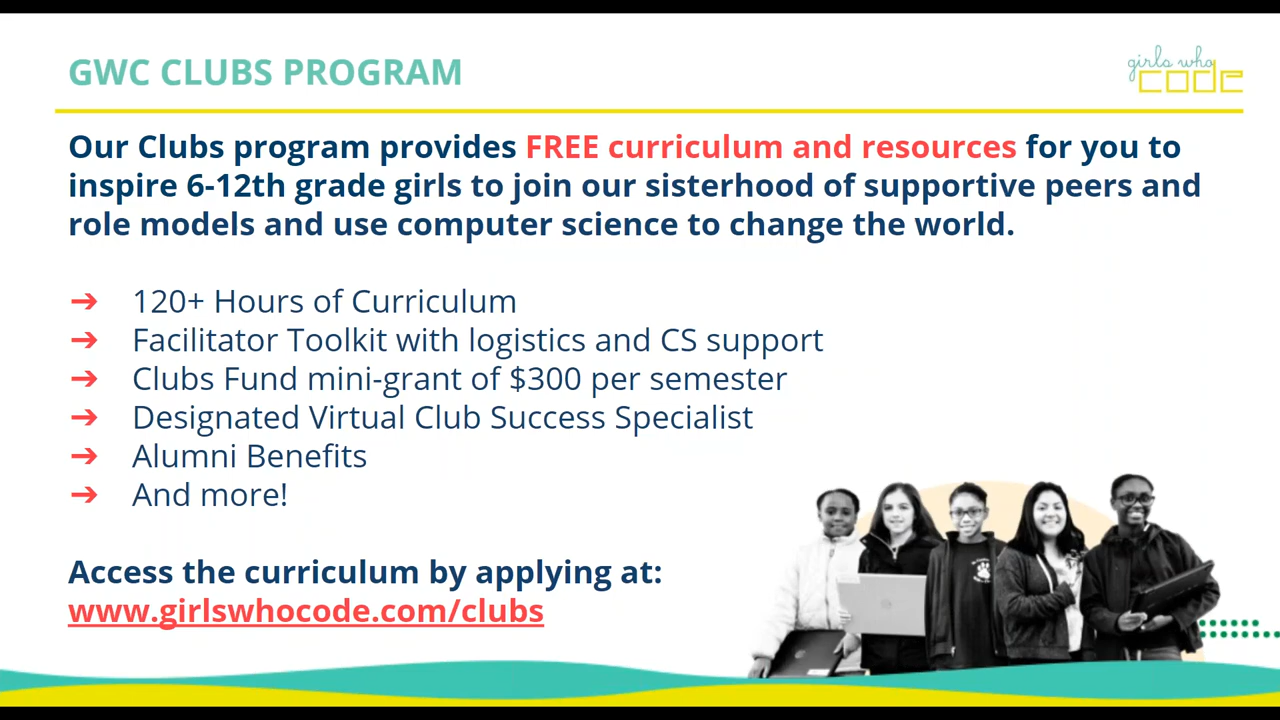 GWC CLUBS PROGRAM
girls who
code
Our Clubs program provides FREE curriculum and resources for you to
inspire 6-12th grade girls to join our sisterhood of supportive peers and
role models and use computer science to change the world.
➔ 120+ Hours of Curriculum
➔ Facilitator Toolkit with logistics and CS support
➔ Clubs Fund mini-grant of $300 per semester
➔ Designated Virtual Club Success Specialist
➔ Alumni Benefits
➔ And more!
Access the curriculum by applying at:
www.girlswhocode.com/clubs